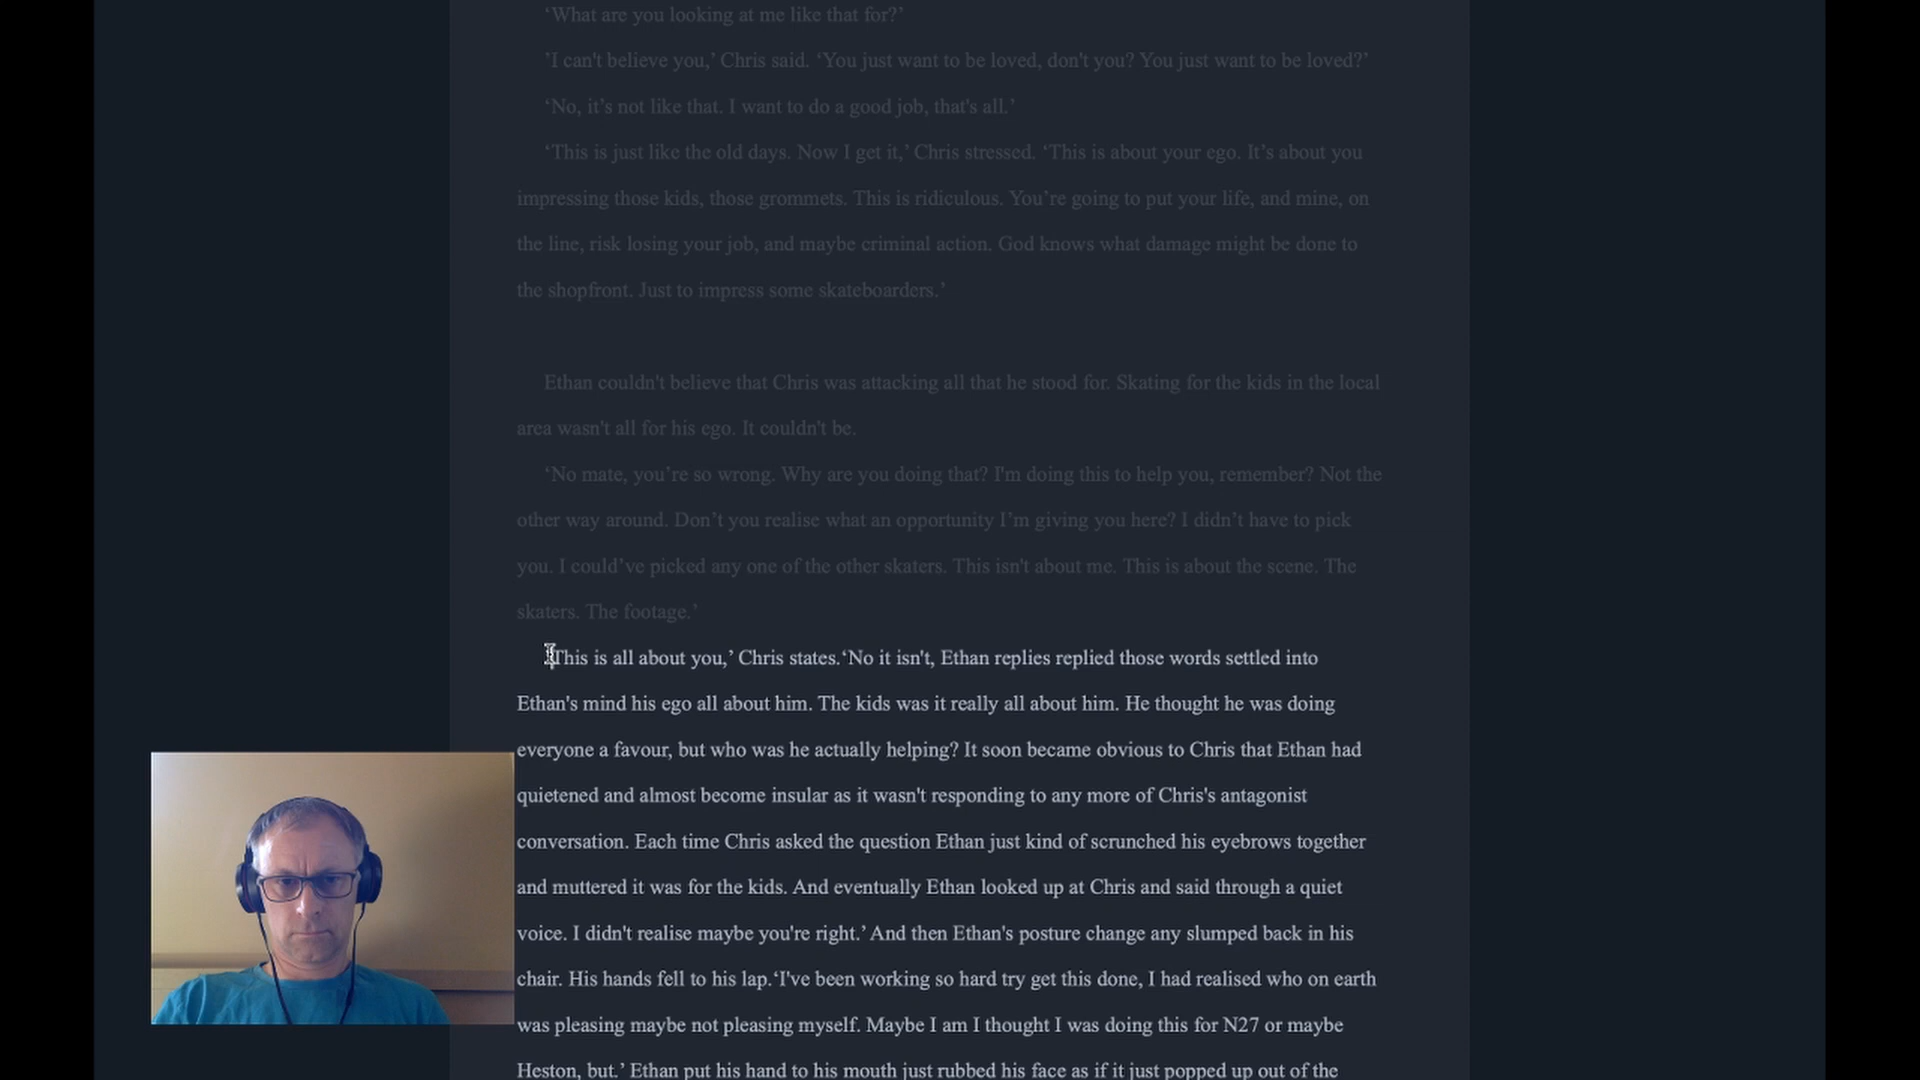 ‘What are you looking at me like that for?’
’I can't believe you,’ Chris said. ‘You just want to be loved, don't you? You just want to be loved?’
‘No, it’s not like that. I want to do a good job, that's all.’
‘This is just like the old days. Now I get it,’ Chris stressed. ‘This is about your ego. It’s about you
impressing those kids, those grommets. This is ridiculous. You’re going to put your life, and mine, on
the line, risk losing your job, and maybe criminal action. God knows what damage might be done to
the shopfront. Just to impress some skateboarders.’
Ethan couldn't believe that Chris was attacking all that he stood for. Skating for the kids in the local
area wasn't all for his ego. It couldn't be.
‘No mate, you’re so wrong. Why are you doing that? I'm doing this to help you, remember? Not the
other way around. Don’t you realise what an opportunity I’m giving you here? I didn’t have to pick
you. I could’ve picked any one of the other skaters. This isn't about me. This is about the scene. The
skaters. The footage.’
This is all about you,’ Chris states.‘No it isn't, Ethan replies replied those words settled into
Ethan's mind his ego all about him. The kids was it really all about him. He thought he was doing
everyone a favour, but who was he actually helping? It soon became obvious to Chris that Ethan had
quietened and almost become insular as it wasn't responding to any more of Chris's antagonist
conversation. Each time Chris asked the question Ethan just kind of scrunched his eyebrows together
and muttered it was for the kids. And eventually Ethan looked up at Chris and said through a quiet
voice. I didn't realise maybe you're right.’ And then Ethan's posture change any slumped back in his
chair. His hands fell to his lap.‘I've been working so hard try get this done, I had realised who on earth
was pleasing maybe not pleasing myself. Maybe I am I thought I was doing this for N27 or maybe
Heston, but.’ Ethan put his hand to his mouth just rubbed his face as if it just popped up out of the